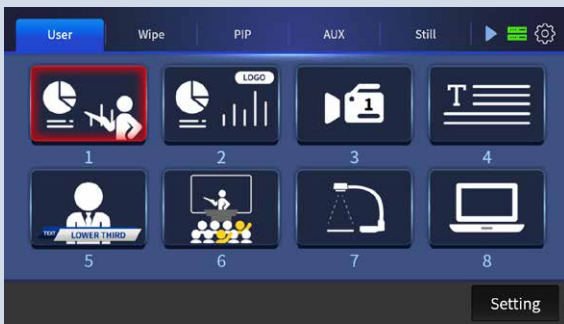 User Wipe PIP AUX Still
LOGO
1
T
1 2 3 4
TEXT LOWER THIRD
5 6 7 8
Setting